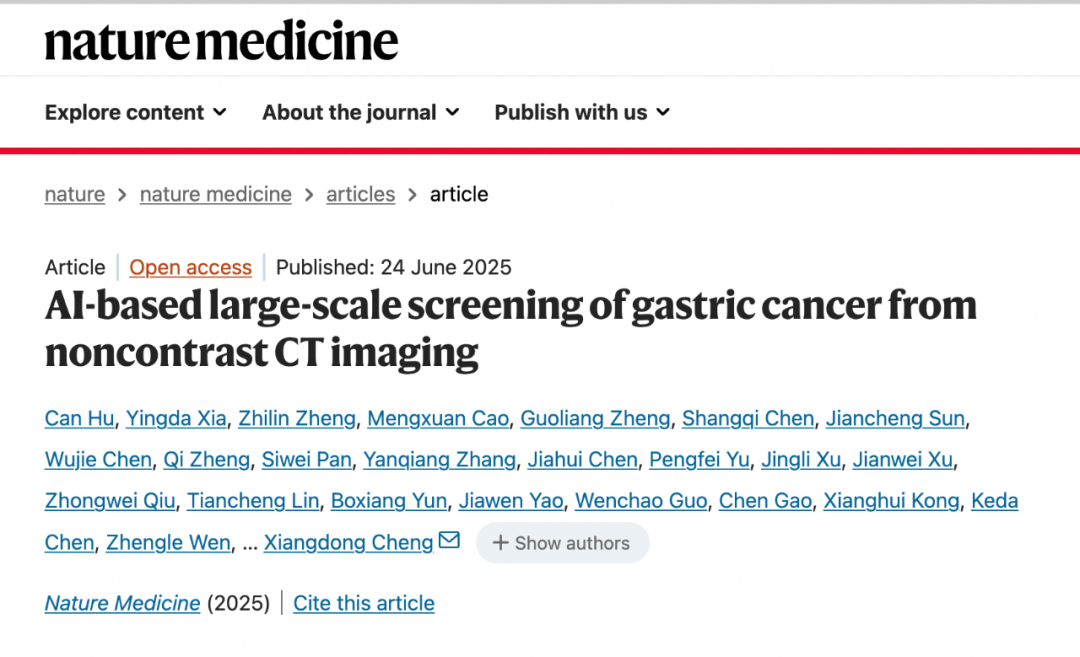 nature medicine
Explore content About the journal Publish with us
nature > nature medicine > articles > article
Article | Open access | Published: 24 June 2025
AI-based large-scale screening of gastric cancer from
noncontrast CT imaging
Can Hu, Yingda Xia, Zhilin Zheng, Mengxuan Cao, Guoliang Zheng, Shangqi Chen, Jiancheng Sun,
Wujie Chen, Qi Zheng, Siwei Pan, Yanqiang Zhang, Jiahui Chen, Pengfei Yu, Jingli Xu, Jianwei Xu,
Zhongwei Qiu, Tiancheng Lin, Boxiang Yun, Jiawen Yao, Wenchao Guo, Chen Gao, Xianghui Kong, Keda
Chen, Zhengle Wen, ... Xiangdong Cheng + Show authors
Nature Medicine (2025) | Cite this article